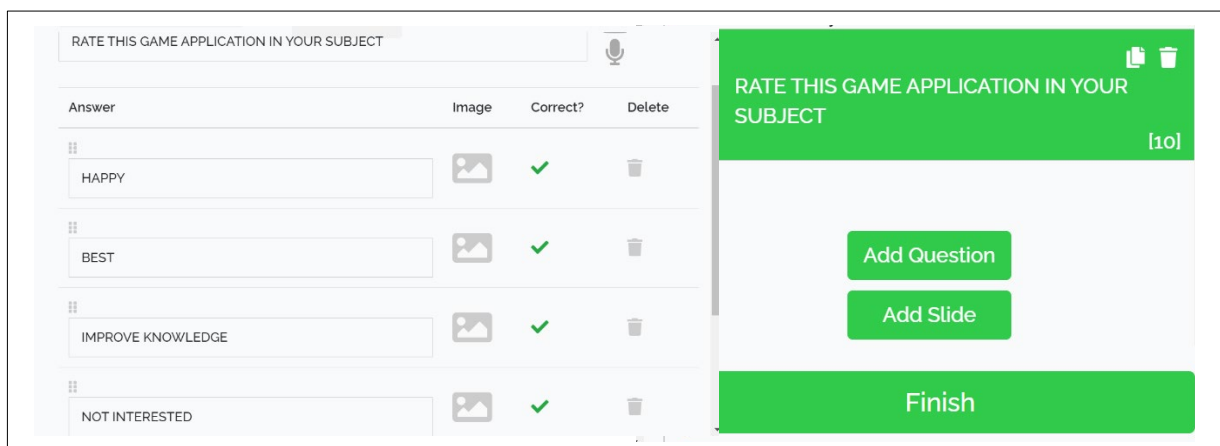 RATE THIS GAME APPLICATION IN YOUR SUBJECT
Answer Image Correct? Delete
HAPPY
BEST
IMPROVE KNOWLEDGE
NOT INTERESTED
RATE THIS GAME APPLICATION IN YOUR
SUBJECT
[10]
Add Question
Add Slide
Finish